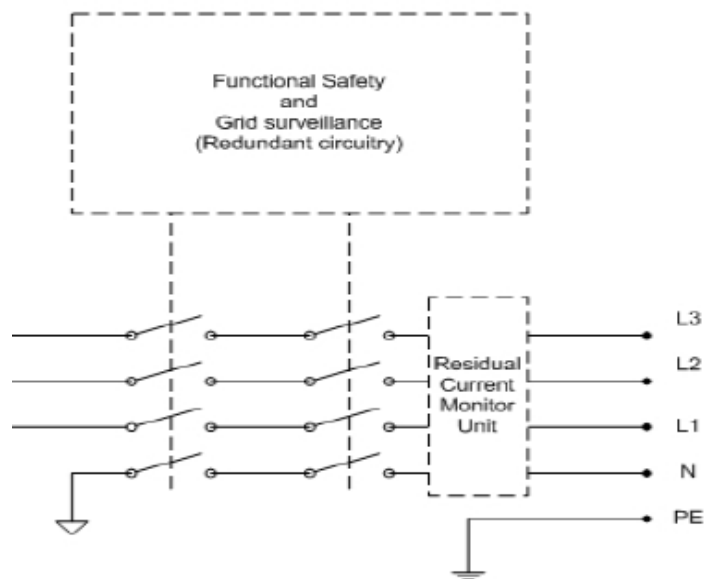 Functional Safety
and
Grid surveillance
(Redundant circuitry)
L3
L2
L1
N
PE
Residual
Current
Monitor
Unit